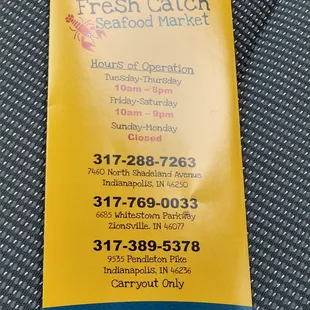 Fresh Catch
Seafood Market
Hours of Operation
Tuesday-Thursday
10am – 8pm
Friday-Saturday
10am – 9pm
Sunday-Monday
Closed
317-288-7263
7460 North Shadeland Avenue
Indianapolis, IN 46250
317-769-0033
6685 Whitestown Parkway
Zionsville, IN 46077
317-389-5378
9535 Pendleton Pike
Indianapolis, IN 46236
Carryout Only